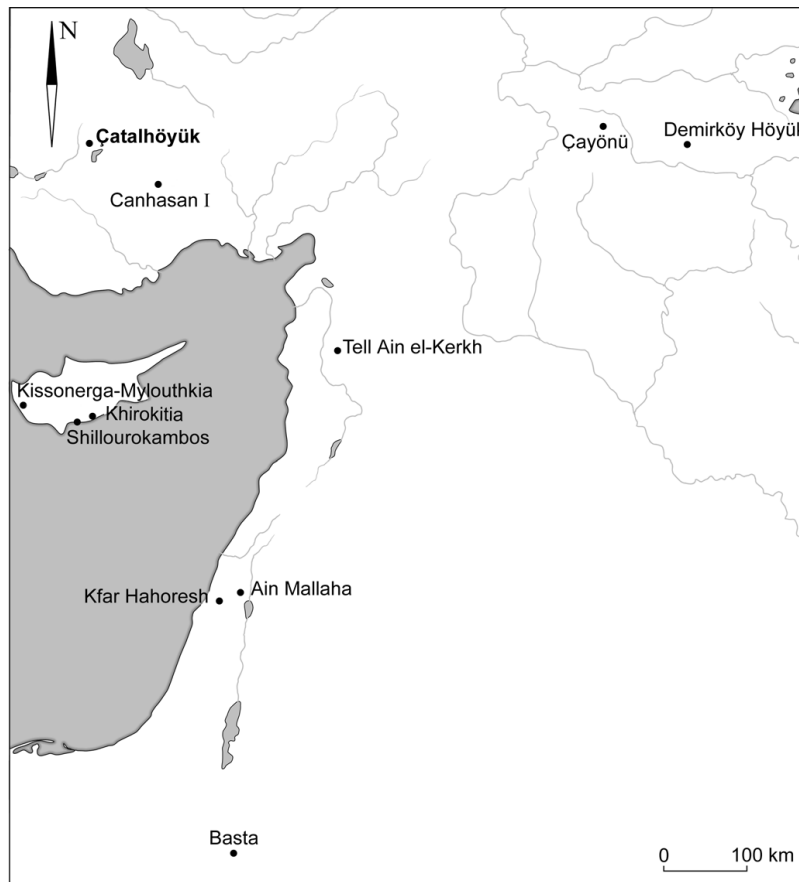 N
Çatalhöyük
Çayönü
Demirköy Höyük
Canhasan I
Tell Ain el-Kerkh
Kissonerga-Mylouthkia
Khirokitia
Shillourokambos
Ain Mallaha
Kfar Hahoresh
Basta
0 100 km